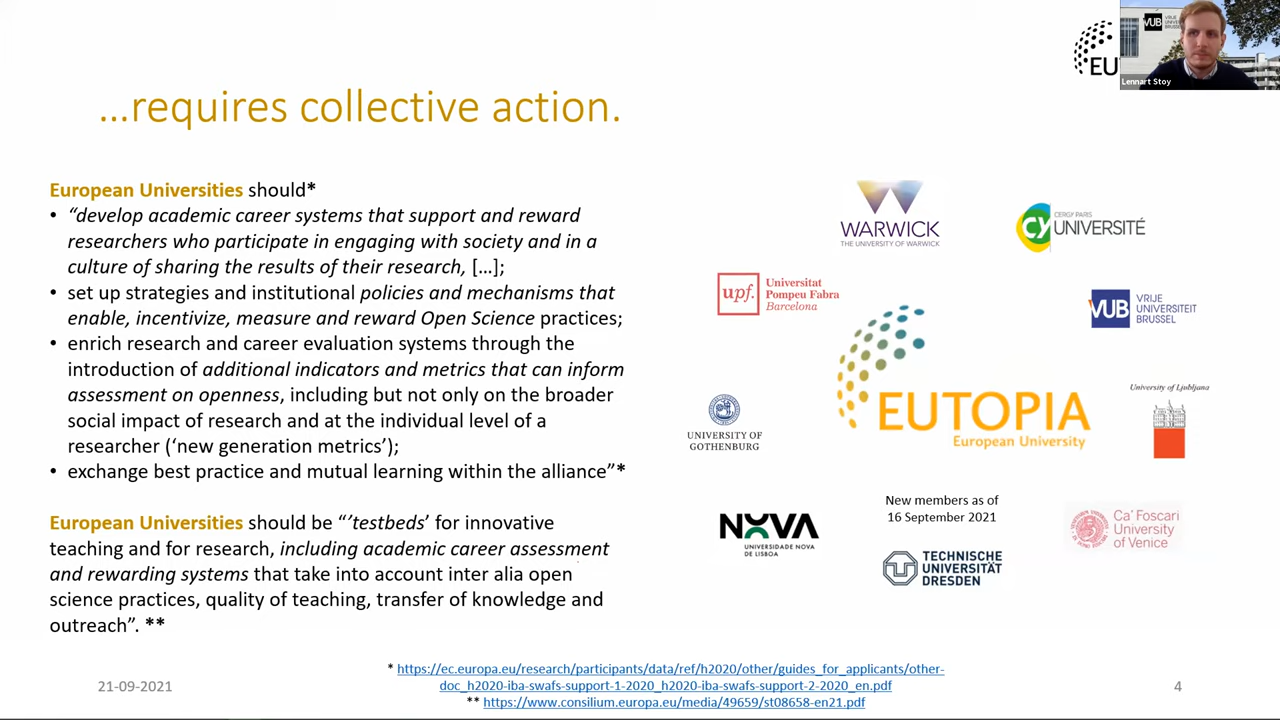 …requires collective action.
European Universities should*
• “develop academic career systems that support and reward
researchers who participate in engaging with society and in a
culture of sharing the results of their research, […];
• set up strategies and institutional policies and mechanisms that
enable, incentivize, measure and reward Open Science practices;
• enrich research and career evaluation systems through the
introduction of additional indicators and metrics that can inform
assessment on openness, including but not only on the broader
social impact of research and at the individual level of a
researcher (‘new generation metrics’);
• exchange best practice and mutual learning within the alliance”*
European Universities should be “’testbeds’ for innovative
teaching and for research, including academic career assessment
and rewarding systems that take into account inter alia open
science practices, quality of teaching, transfer of knowledge and
outreach”. **
EU
VUB
VRIJE
Lennart Stoy
WARWICK
THE UNIVERSITY OF WARWICK
CERGY PARIS
CY UNIVERSITÉ
upf.
Universitat
Pompeu Fabra
Barcelona
VUB
VRIJE
UNIVERSITEIT
BRUSSEL
EUTOPIA
European University
UNIVERSITY OF
GOTHENBURG
University of Ljubljana
NOVA
UNIVERSIDADE NOVA
DE LISBOA
New members as of
16 September 2021
TECHNISCHE
UNIVERSITÄT
DRESDEN
Ca’ Foscari
University
of Venice
* https://ec.europa.eu/research/participants/data/ref/h2020/other/guides_for_applicants/other-
doc_h2020-iba-swafs-support-1-2020_h2020-iba-swafs-support-2-2020_en.pdf
** https://www.consilium.europa.eu/media/49659/st08658-en21.pdf
21-09-2021
4